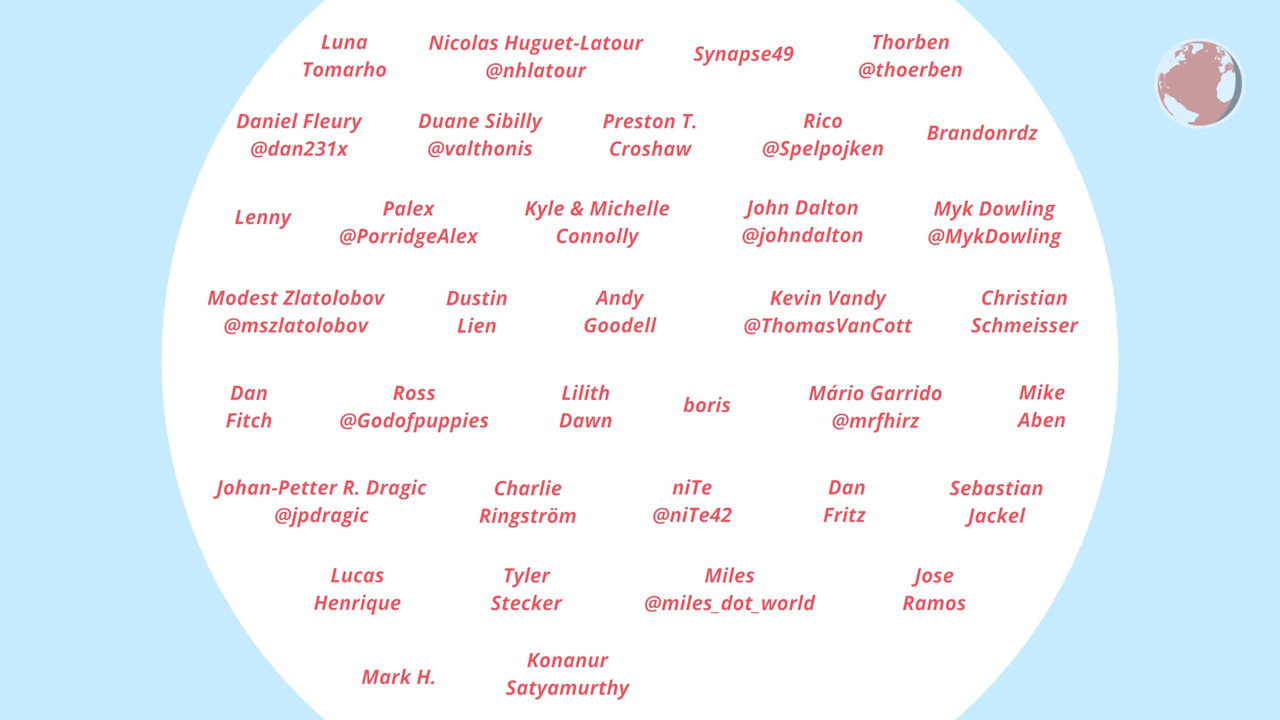 Luna
Tomarho
Nicolas Huguet-Latour
@nhlatour
Synapse49
Thorben
@thoerben
Daniel Fleury
@dan231x
Duane Sibilly
@valthonis
Preston T.
Croshaw
Rico
@Spelpojken
Brandonrdz
Lenny
Palex
@PorridgeAlex
Kyle & Michelle
Connolly
John Dalton
@johndalton
Myk Dowling
@MykDowling
Modest Zlatolobov
@mszlatolobov
Dustin
Lien
Andy
Goodell
Kevin Vandy
@ThomasVanCott
Christian
Schmeisser
Dan
Fitch
Ross
@Godofpuppies
Lilith
Dawn
boris
Mário Garrido
@mrfhirz
Mike
Aben
Johan-Petter R. Dragic
@jpdragic
Charlie
Ringström
niTe
@niTe42
Dan
Fritz
Sebastian
Jackel
Lucas
Henrique
Tyler
Stecker
Miles
@miles_dot_world
Jose
Ramos
Mark H.
Konanur
Satyamurthy